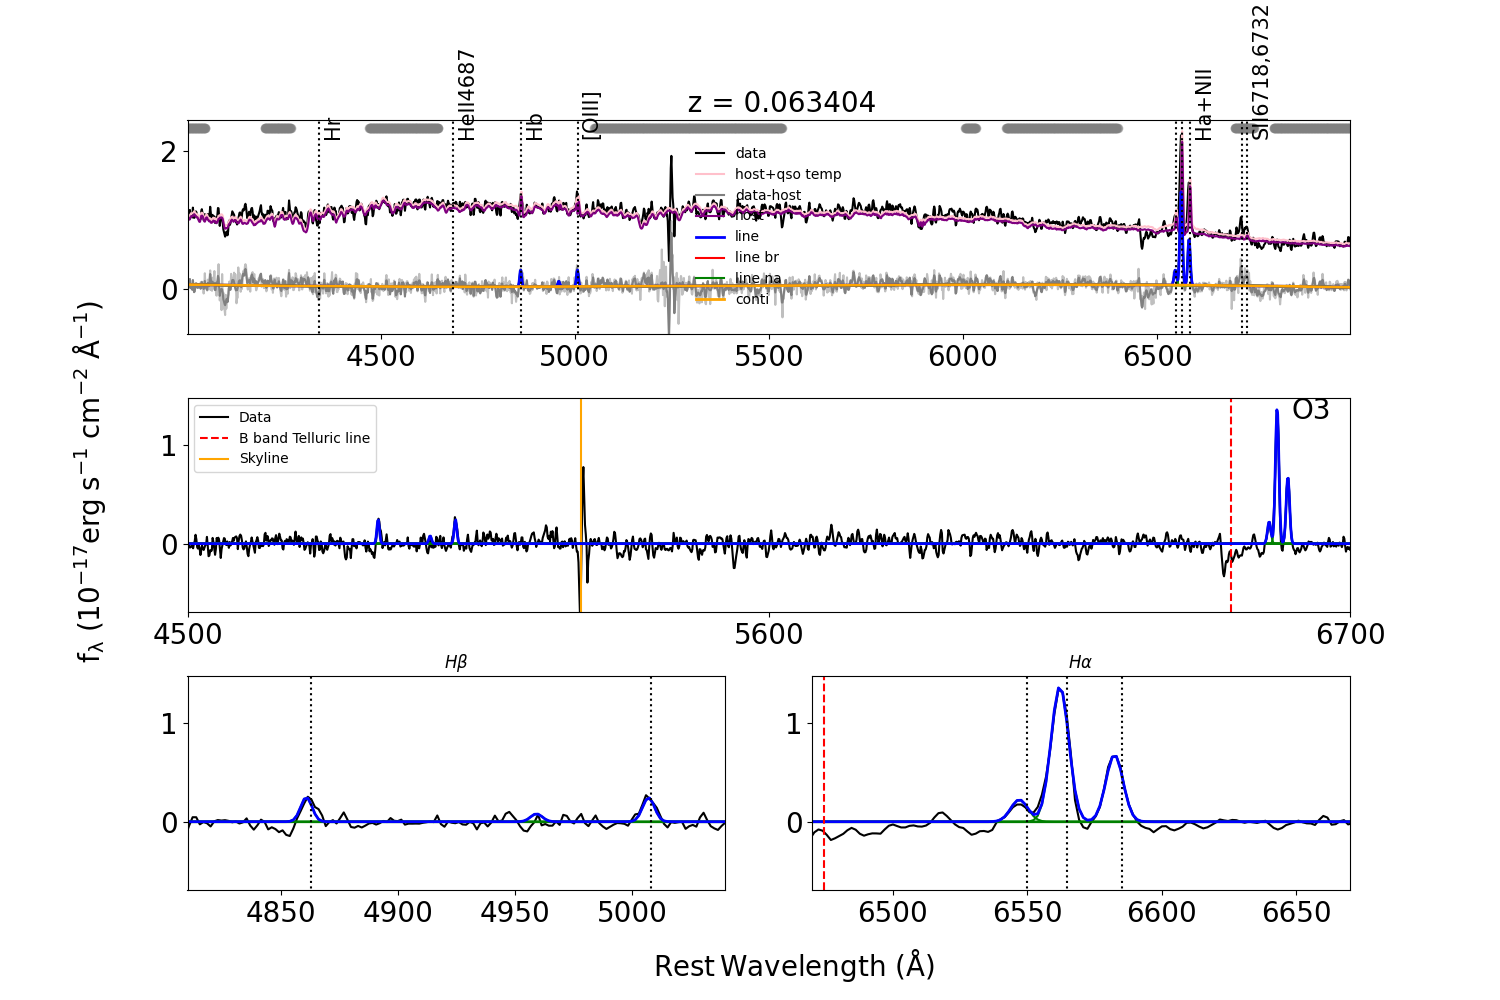 z = 0.063404
Hr
HeII4687
Hb
[OIII]
Ha+NII
SII6718,6732
data
host+qso temp
data-host
host
line
line br
line na
conti
2
0
4500
5000
5500
6000
6500
fλ (10⁻¹⁷erg s⁻¹ cm⁻² Å⁻¹)
Data
B band Telluric line
Skyline
O3
1
0
4500
5600
6700
Hβ
1
0
4850
4900
4950
5000
Hα
1
0
6500
6550
6600
6650
Rest Wavelength (Å)